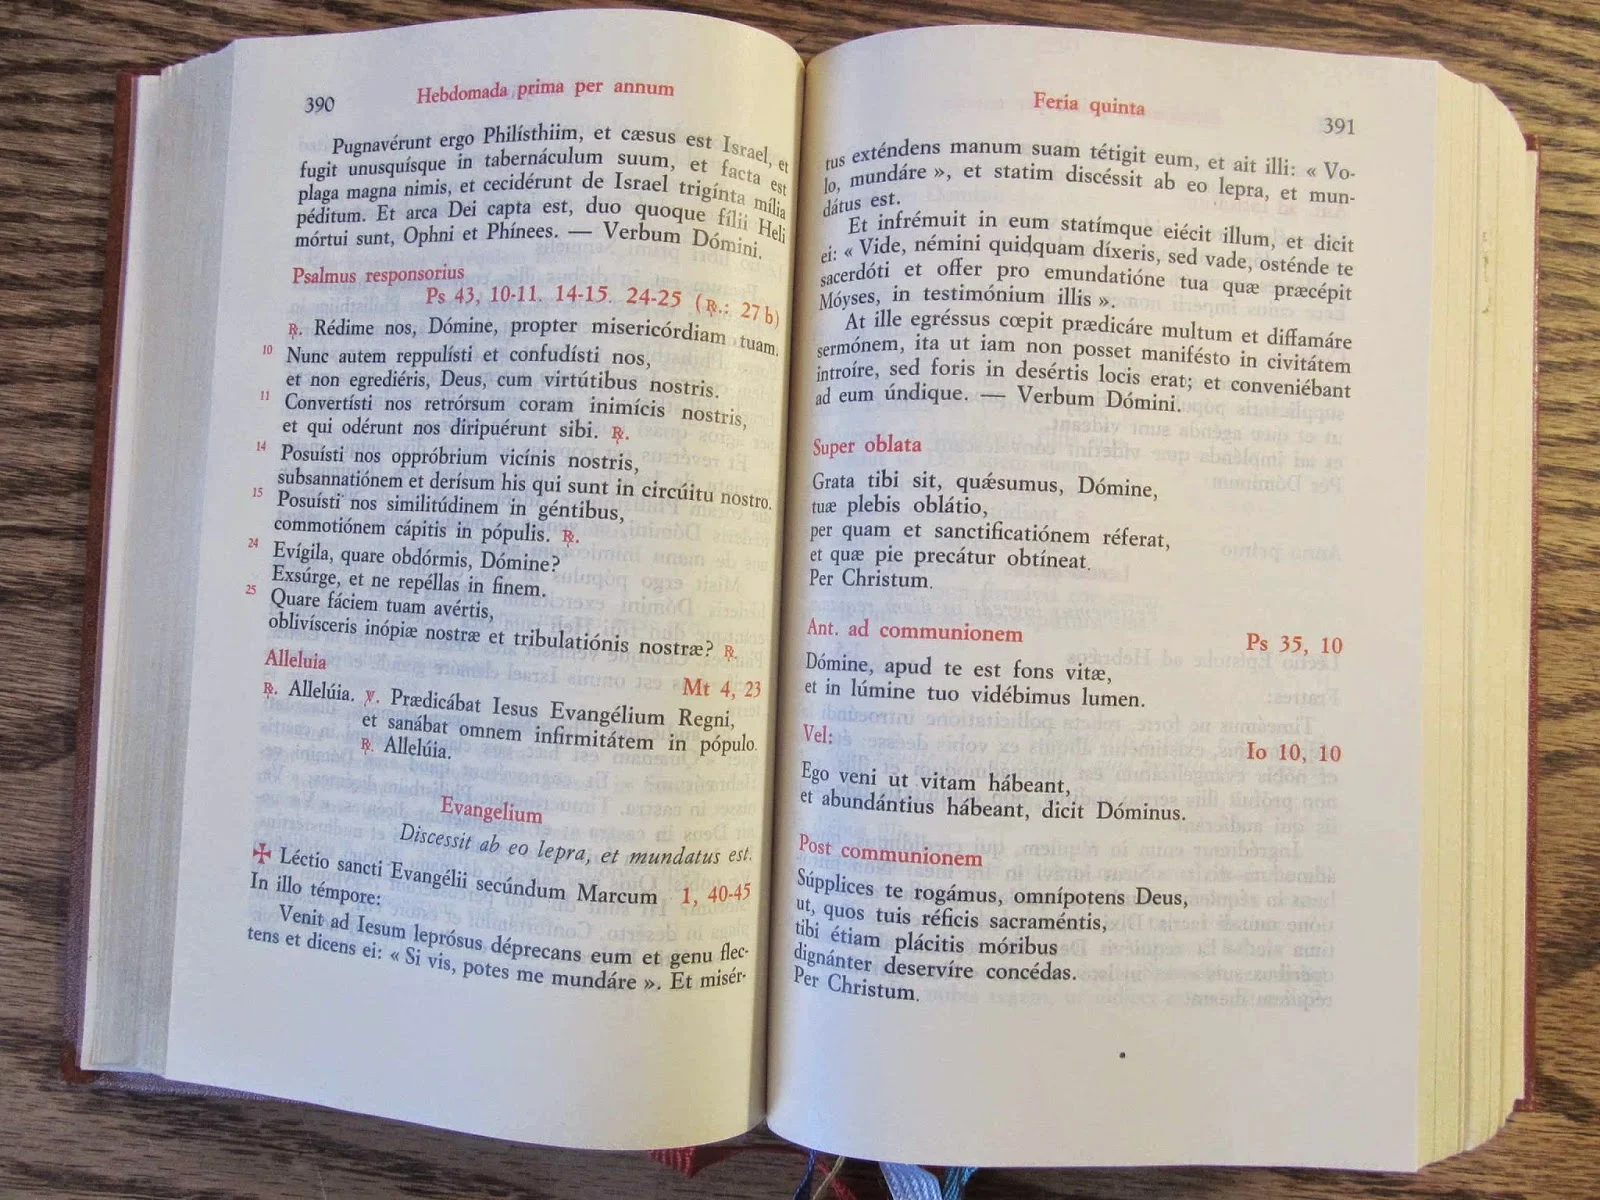 390
Hebdomada prima per annum
Pugnavérunt ergo Philísthiim, et cæsus est Israel, et
fugit unusquísque in tabernáculum suum, et facta est
plaga magna nimis, et cecidérunt de Israel trigínta mília
péditum. Et arca Dei capta est, duo quoque fílii Heli
mórtui sunt, Ophni et Phínees. — Verbum Dómini.
Psalmus responsorius
Ps 43, 10-11. 14-15. 24-25 (℟.: 27 b)
℟. Rédime nos, Dómine, propter misericórdiam tuam.
10 Nunc autem reppulísti et confudísti nos,
et non egrediéris, Deus, cum virtútibus nostris.
11 Convertísti nos retrórsum coram inimícis nostris,
et qui odérunt nos diripuérunt sibi. ℟.
14 Posuísti nos oppróbrium vicínis nostris,
subsannatiónem et derísum his qui sunt in circúitu nostro.
15 Posuísti nos similitúdinem in géntibus,
commotiónem cápitis in pópulis. ℟.
24 Evígila, quare obdórmis, Dómine?
Exsúrge, et ne repéllas in finem.
25 Quare fáciem tuam avértis,
oblivísceris inópiæ nostræ et tribulatiónis nostræ? ℟.
Alleluia
Mt 4, 23
℟. Allelúia. ℣. Prædicábat Iesus Evangélium Regni,
et sanábat omnem infirmitátem in pópulo.
℟. Allelúia.
Evangelium
Discessit ab eo lepra, et mundatus est.
✠ Léctio sancti Evangélii secúndum Marcum 1, 40-45
In illo témpore:
Venit ad Iesum leprósus déprecans eum et genu flec-
tens et dicens ei: « Si vis, potes me mundáre ». Et misér-
Feria quinta
391
tus exténdens manum suam tétigit eum, et ait illi: « Vo-
lo, mundáre », et statim discéssit ab eo lepra, et mun-
dátus est.
Et infrémuit in eum statímque eiécit illum, et dicit
ei: « Vide, némini quidquam díxeris, sed vade, osténde te
sacerdóti et offer pro emundatióne tua quæ præcépit
Móyses, in testimónium illis ».
At ille egréssus cœpit prædicáre multum et diffamáre
sermónem, ita ut iam non posset manifésto in civitátem
introíre, sed foris in desértis locis erat; et conveniébant
ad eum úndique. — Verbum Dómini.
Super oblata
Grata tibi sit, quǽsumus, Dómine,
tuæ plebis oblátio,
per quam et sanctificatiónem réferat,
et quæ pie precátur obtíneat.
Per Christum.
Ant. ad communionem
Ps 35, 10
Dómine, apud te est fons vitæ,
et in lúmine tuo vidébimus lumen.
Vel:
Io 10, 10
Ego veni ut vitam hábeant,
et abundántius hábeant, dicit Dóminus.
Post communionem
Súpplices te rogámus, omnípotens Deus,
ut, quos tuis réficis sacraméntis,
tibi étiam plácitis móribus
dignánter deservíre concédas.
Per Christum.